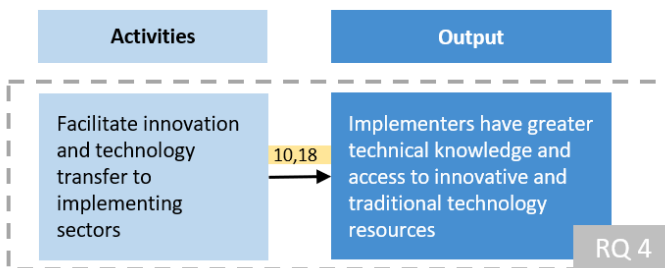 Activities
Output
Facilitate innovation
and technology
transfer to
implementing
sectors
10,18
Implementers have greater
technical knowledge and
access to innovative and
traditional technology
resources
RQ 4